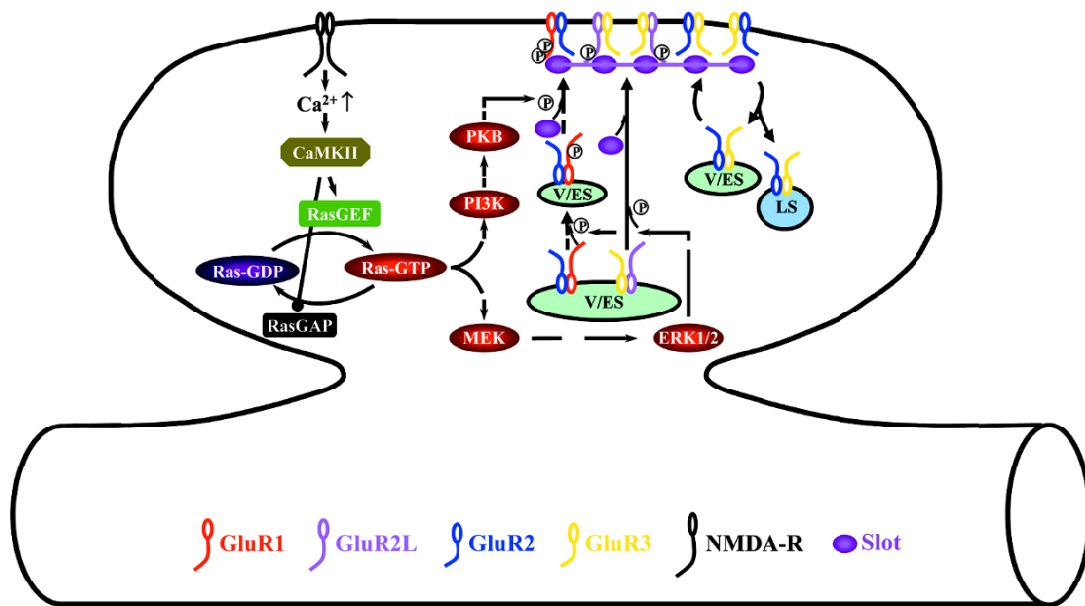 Ca2+↑
CaMKII
RasGEF
Ras-GDP
Ras-GTP
RasGAP
PKB
PI3K
MEK
ERK1/2
P
P
P
P
P
P
P
P
V/ES
V/ES
V/ES
LS
GluR1
GluR2L
GluR2
GluR3
NMDA-R
Slot